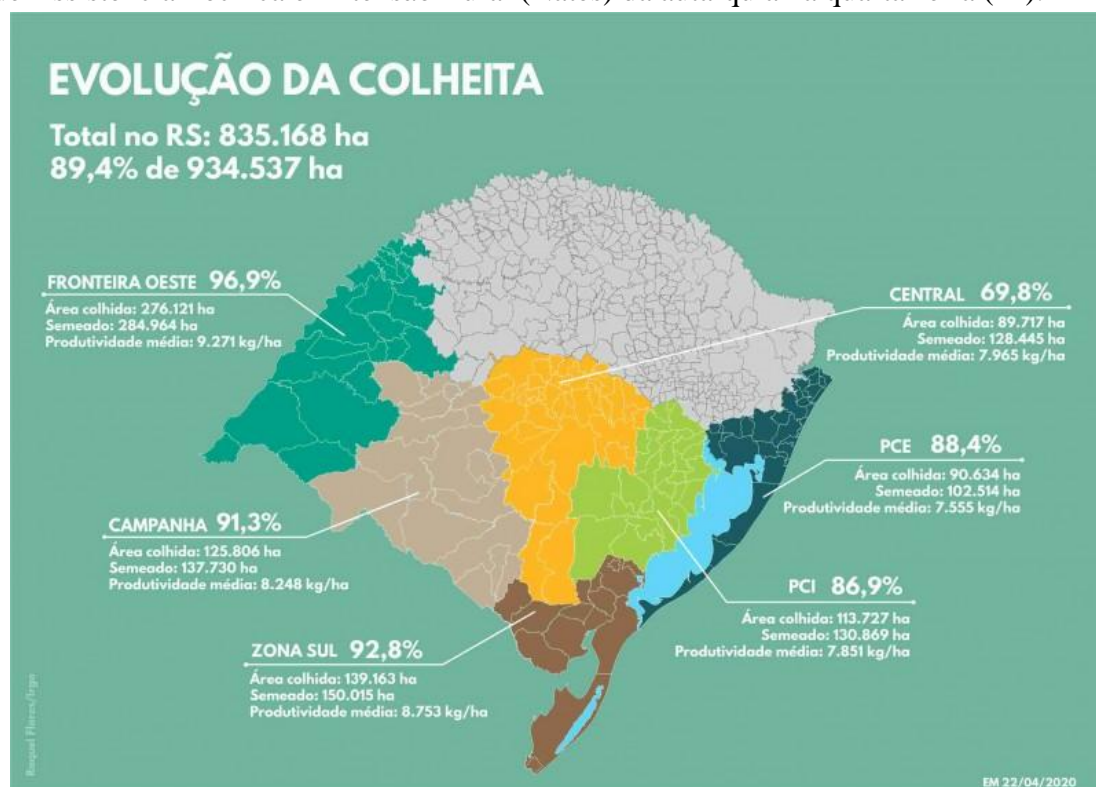 EVOLUÇÃO DA COLHEITA
Total no RS: 835.168 ha
89,4% de 934.537 ha
FRONTEIRA OESTE 96,9%
Área colhida: 276.121 ha
Semeado: 284.964 ha
Produtividade média: 9.271 kg/ha
CENTRAL 69,8%
Área colhida: 89.717 ha
Semeado: 128.445 ha
Produtividade média: 7.965 kg/ha
PCE 88,4%
Área colhida: 90.634 ha
Semeado: 102.514 ha
Produtividade média: 7.555 kg/ha
CAMPANHA 91,3%
Área colhida: 125.806 ha
Semeado: 137.730 ha
Produtividade média: 8.248 kg/ha
PCI 86,9%
Área colhida: 113.727 ha
Semeado: 130.869 ha
Produtividade média: 7.851 kg/ha
ZONA SUL 92,8%
Área colhida: 139.163 ha
Semeado: 150.015 ha
Produtividade média: 8.753 kg/ha
Raquel Flores/Irga
EM 22/04/2020